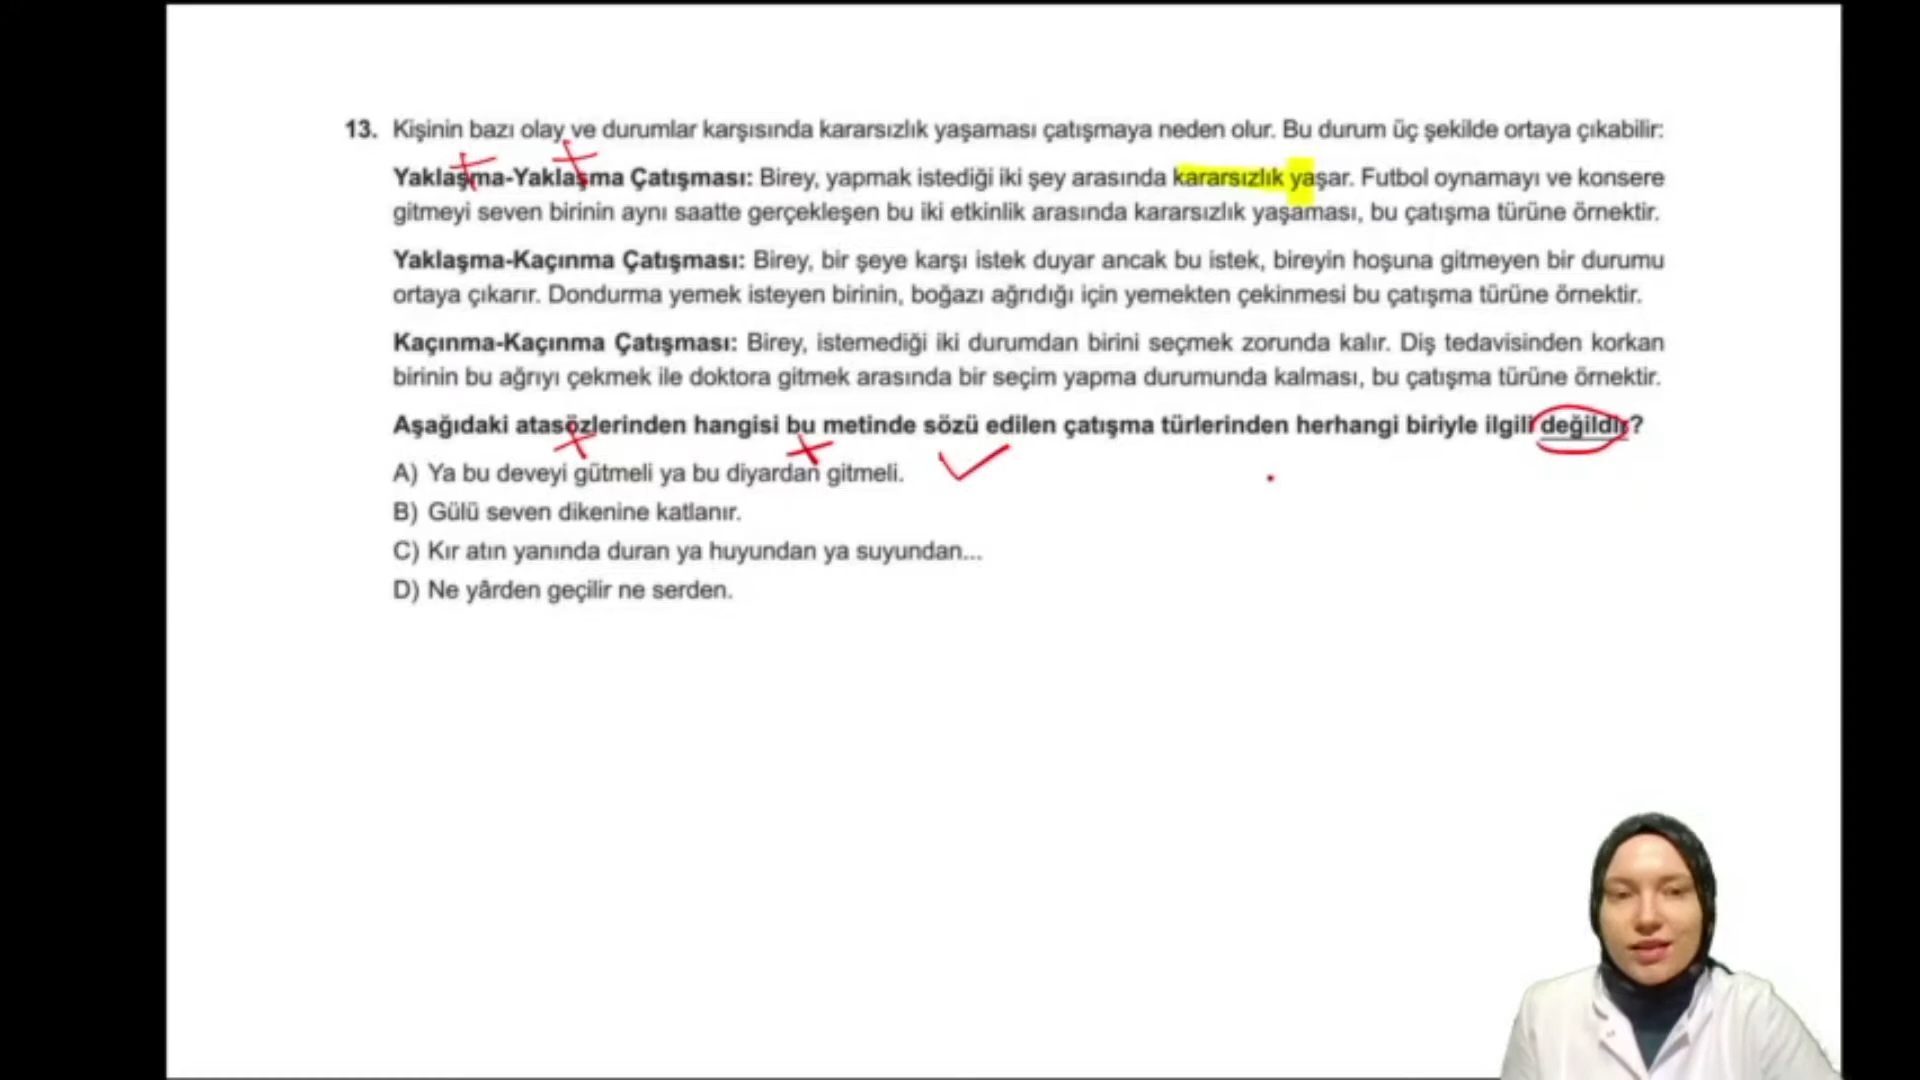 13. Kişinin bazı olay ve durumlar karşısında kararsızlık yaşaması çatışmaya neden olur. Bu durum üç şekilde ortaya çıkabilir:
Yaklaşma-Yaklaşma Çatışması: Birey, yapmak istediği iki şey arasında kararsızlık yaşar. Futbol oynamayı ve konsere
gitmeyi seven birinin aynı saatte gerçekleşen bu iki etkinlik arasında kararsızlık yaşaması, bu çatışma türüne örnektir.
Yaklaşma-Kaçınma Çatışması: Birey, bir şeye karşı istek duyar ancak bu istek, bireyin hoşuna gitmeyen bir durumu
ortaya çıkarır. Dondurma yemek isteyen birinin, boğazı ağrıdığı için yemekten çekinmesi bu çatışma türüne örnektir.
Kaçınma-Kaçınma Çatışması: Birey, istemediği iki durumdan birini seçmek zorunda kalır. Diş tedavisinden korkan
birinin bu ağrıyı çekmek ile doktora gitmek arasında bir seçim yapma durumunda kalması, bu çatışma türüne örnektir.
Aşağıdaki atasözlerinden hangisi bu metinde sözü edilen çatışma türlerinden herhangi biriyle ilgili değildir?
A) Ya bu deveyi gütmeli ya bu diyardan gitmeli.
B) Gülü seven dikenine katlanır.
C) Kır atın yanında duran ya huyundan ya suyundan...
D) Ne yârden geçilir ne serden.